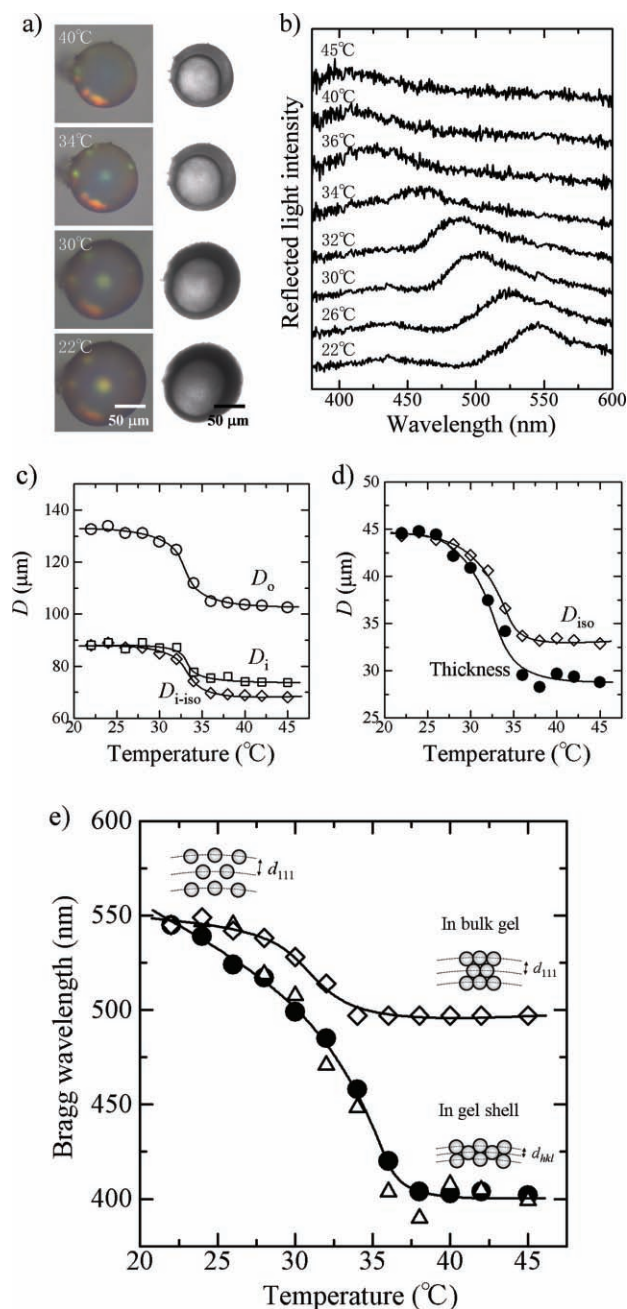 a)
40℃
34℃
30℃
22℃
50 μm
50 μm
b)
45℃
40℃
36℃
34℃
32℃
30℃
26℃
22℃
Reflected light intensity
400 450 500 550 600
Wavelength (nm)
c)
140
120
100
80
60
D (μm)
Do
Di
Di-iso
20 25 30 35 40 45
Temperature (℃)
d)
50
45
40
35
30
25
D (μm)
Diso
Thickness
20 25 30 35 40 45
Temperature (℃)
e)
600
550
500
450
400
Bragg wavelength (nm)
d111
In bulk gel
d111
In gel shell
dhkl
20 25 30 35 40 45
Temperature (℃)